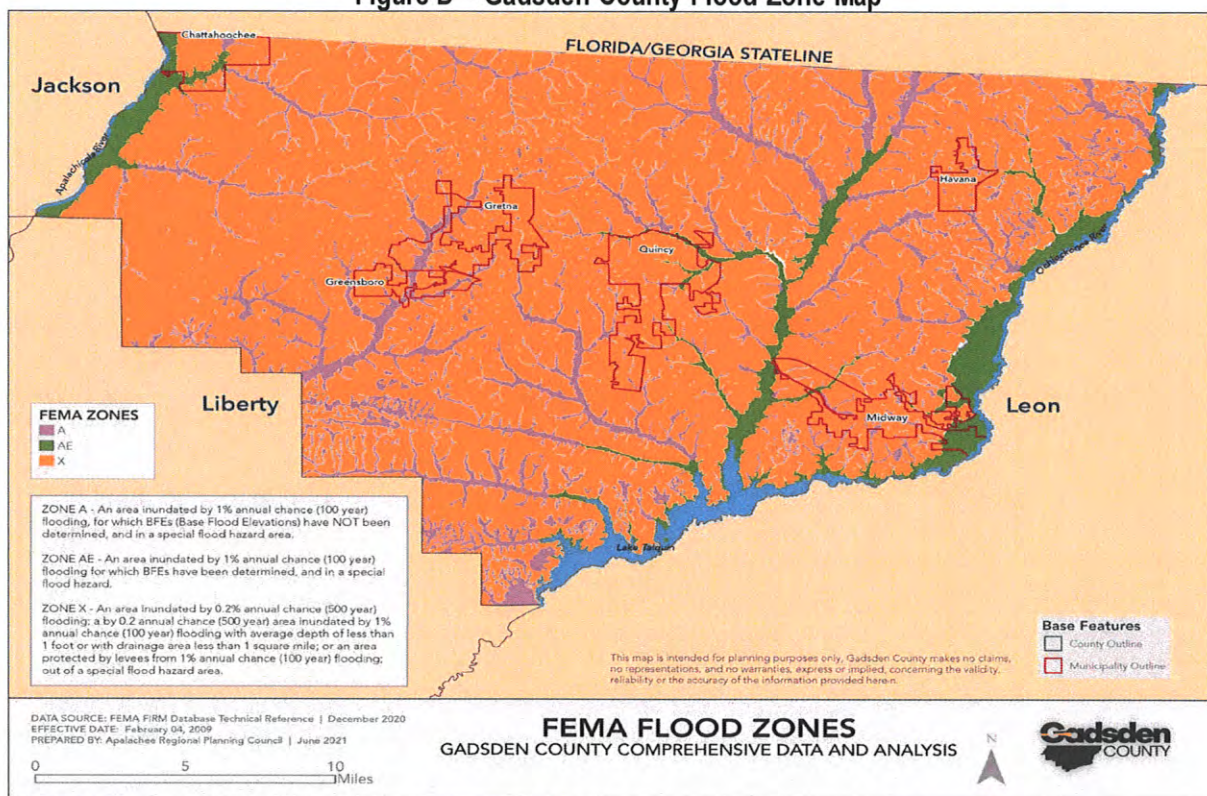 Figure B – Gadsden County Flood Zone Map
Chattahoochee
FLORIDA/GEORGIA STATELINE
Jackson
Apalachicola River
Havana
Gretna
Quincy
Ochlockonee River
Greensboro
Liberty
Leon
Midway
FEMA ZONES
A
AE
X
ZONE A - An area inundated by 1% annual chance (100 year)
flooding, for which BFEs (Base Flood Elevations) have NOT been
determined, and in a special flood hazard area.
ZONE AE - An area inundated by 1% annual chance (100 year)
flooding for which BFEs have been determined, and in a special
flood hazard.
ZONE X - An area inundated by 0.2% annual chance (500 year)
flooding; a by 0.2 annual chance (500 year) area inundated by 1%
annual chance (100 year) flooding with average depth of less than
1 foot or with drainage area less than 1 square mile; or an area
protected by levees from 1% annual chance (100 year) flooding;
out of a special flood hazard area.
Lake Talquin
This map is intended for planning purposes only, Gadsden County makes no claims,
no representations, and no warranties, express or implied, concerning the validity,
reliability or the accuracy of the information provided herein.
Base Features
County Outline
Municipality Outline
DATA SOURCE: FEMA FIRM Database Technical Reference | December 2020
EFFECTIVE DATE: February 04, 2009
PREPARED BY: Apalachee Regional Planning Council | June 2021
0 5 10
Miles
FEMA FLOOD ZONES
GADSDEN COUNTY COMPREHENSIVE DATA AND ANALYSIS
N
Gadsden
COUNTY